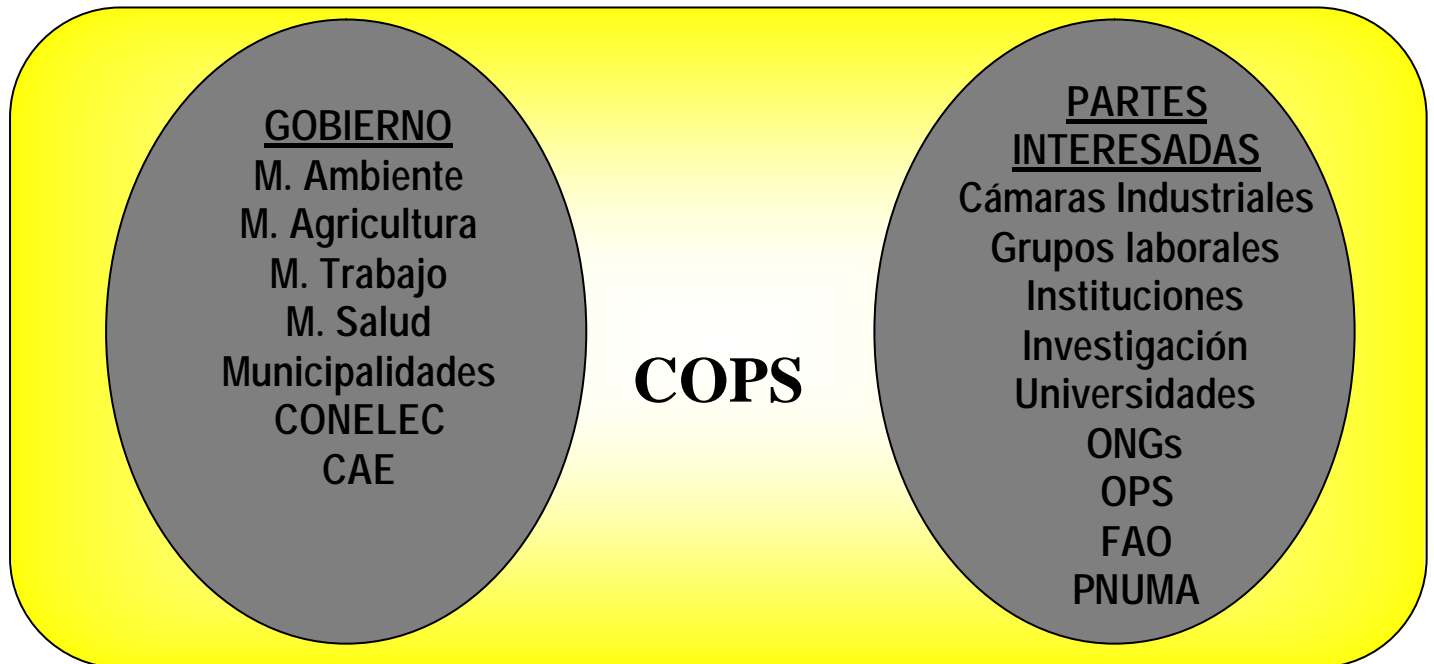 GOBIERNO
M. Ambiente
M. Agricultura
M. Trabajo
M. Salud
Municipalidades
CONELEC
CAE
COPS
PARTES
INTERESADAS
Cámaras Industriales
Grupos laborales
Instituciones
Investigación
Universidades
ONGs
OPS
FAO
PNUMA